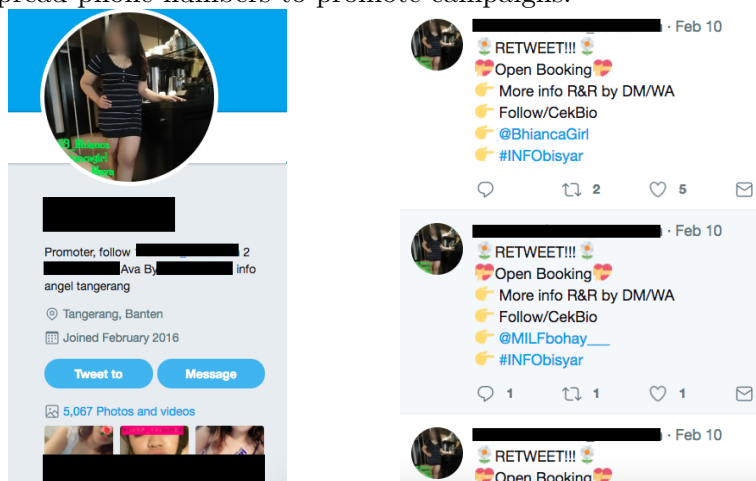 spread phone numbers to promote campaigns.
Promoter, follow 2
Ava By info
angel tangerang
Tangerang, Banten
Joined February 2016
Tweet to Message
5,067 Photos and videos
· Feb 10
RETWEET!!!
Open Booking
More info R&R by DM/WA
Follow/CekBio
@BhiancaGirl
#INFObisyar
2 5
· Feb 10
RETWEET!!!
Open Booking
More info R&R by DM/WA
Follow/CekBio
@MILFbohay___
#INFObisyar
1 1 1
· Feb 10
RETWEET!!!
Open Booking